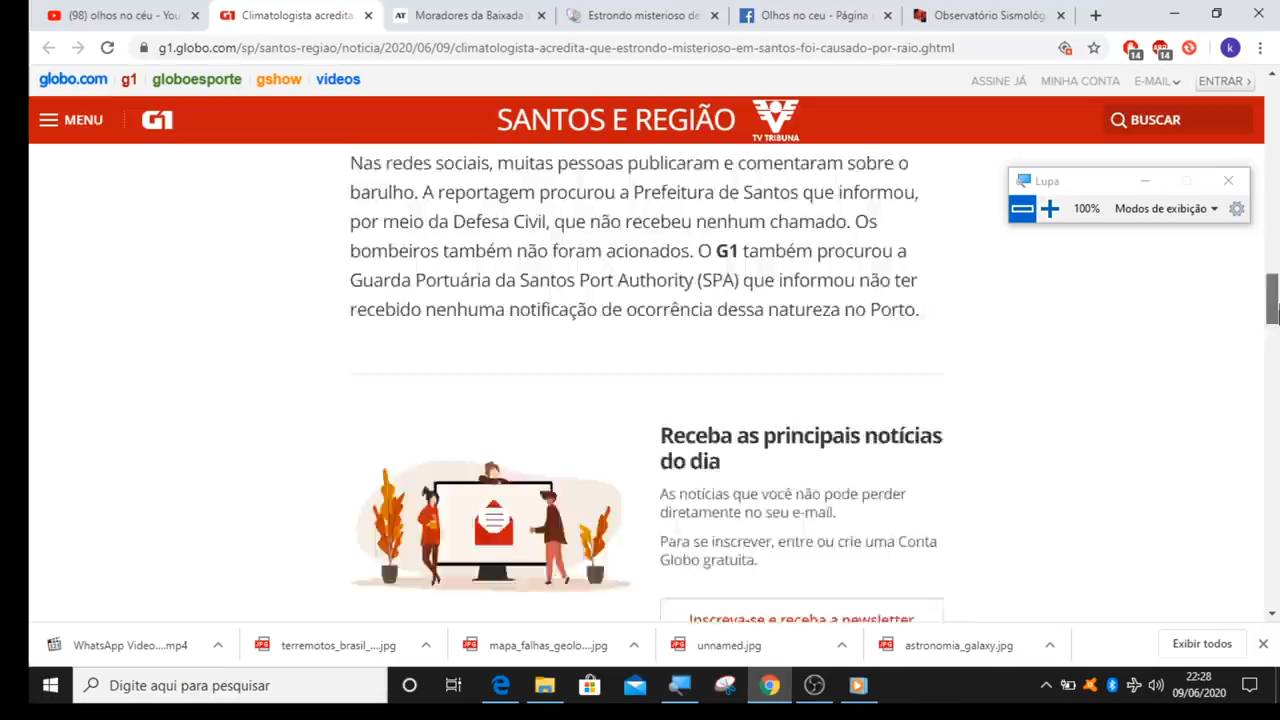 (98) olhos no céu - You
Climatologista acredita
Moradores da Baixada
Estrondo misterioso de
Olhos no ceu - Página
Observatório Sismológ
g1.globo.com/sp/santos-regiao/noticia/2020/06/09/climatologista-acredita-que-estrondo-misterioso-em-santos-foi-causado-por-raio.ghtml
14
14
k
globo.com g1 globoesporte gshow vídeos
ASSINE JÁ MINHA CONTA E-MAIL ENTRAR
MENU G1
SANTOS E REGIÃO
TV TRIBUNA
BUSCAR
Nas redes sociais, muitas pessoas publicaram e comentaram sobre o
barulho. A reportagem procurou a Prefeitura de Santos que informou,
por meio da Defesa Civil, que não recebeu nenhum chamado. Os
bombeiros também não foram acionados. O G1 também procurou a
Guarda Portuária da Santos Port Authority (SPA) que informou não ter
recebido nenhuma notificação de ocorrência dessa natureza no Porto.
Lupa
100% Modos de exibição
Receba as principais notícias
do dia
As notícias que você não pode perder
diretamente no seu e-mail.
Para se inscrever, entre ou crie uma Conta
Globo gratuita.
Inscreva-se e receba a newsletter
WhatsApp Video....mp4
terremotos_brasil_...jpg
mapa_falhas_geolo...jpg
unnamed.jpg
astronomia_galaxy.jpg
Exibir todos
Digite aqui para pesquisar
22:28
09/06/2020